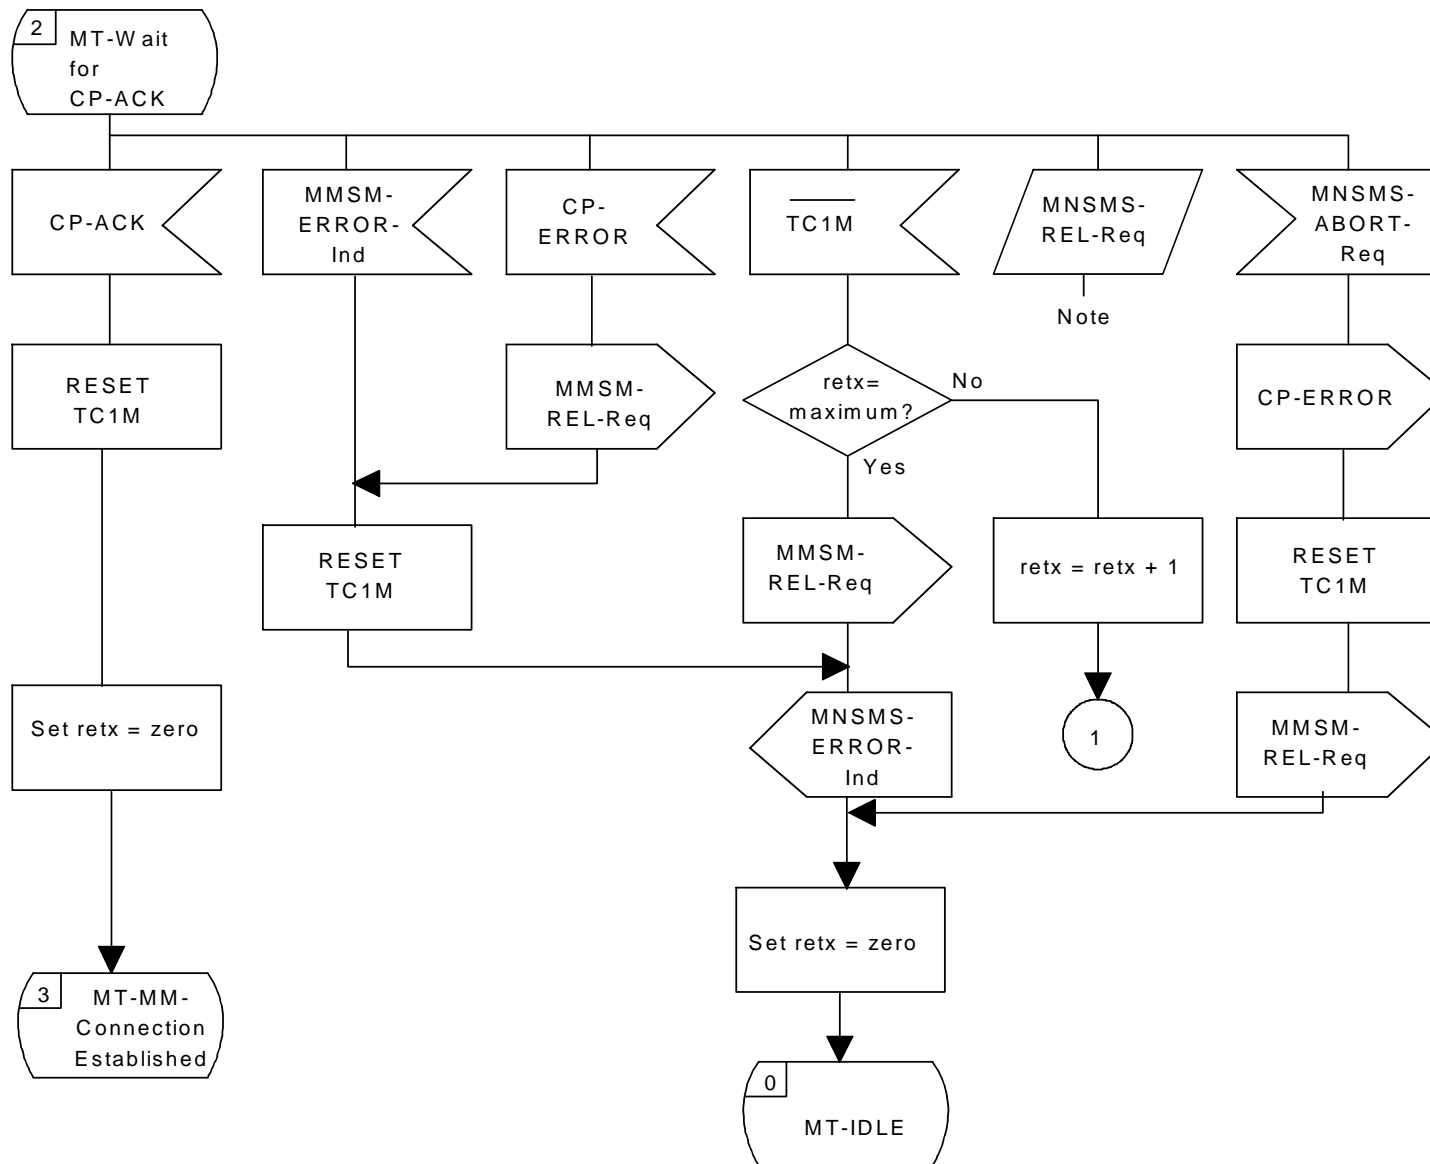 2
MT-Wait
for
CP-ACK
CP-ACK
MMSM-
ERROR-
Ind
CP-
ERROR
TC1M
MNSMS-
REL-Req
MNSMS-
ABORT-
Req
Note
RESET
TC1M
MMSM-
REL-Req
retx=
maximum?
No
Yes
CP-ERROR
RESET
TC1M
MMSM-
REL-Req
retx = retx + 1
RESET
TC1M
Set retx = zero
MNSMS-
ERROR-
Ind
1
MMSM-
REL-Req
Set retx = zero
3
MT-MM-
Connection
Established
0
MT-IDLE